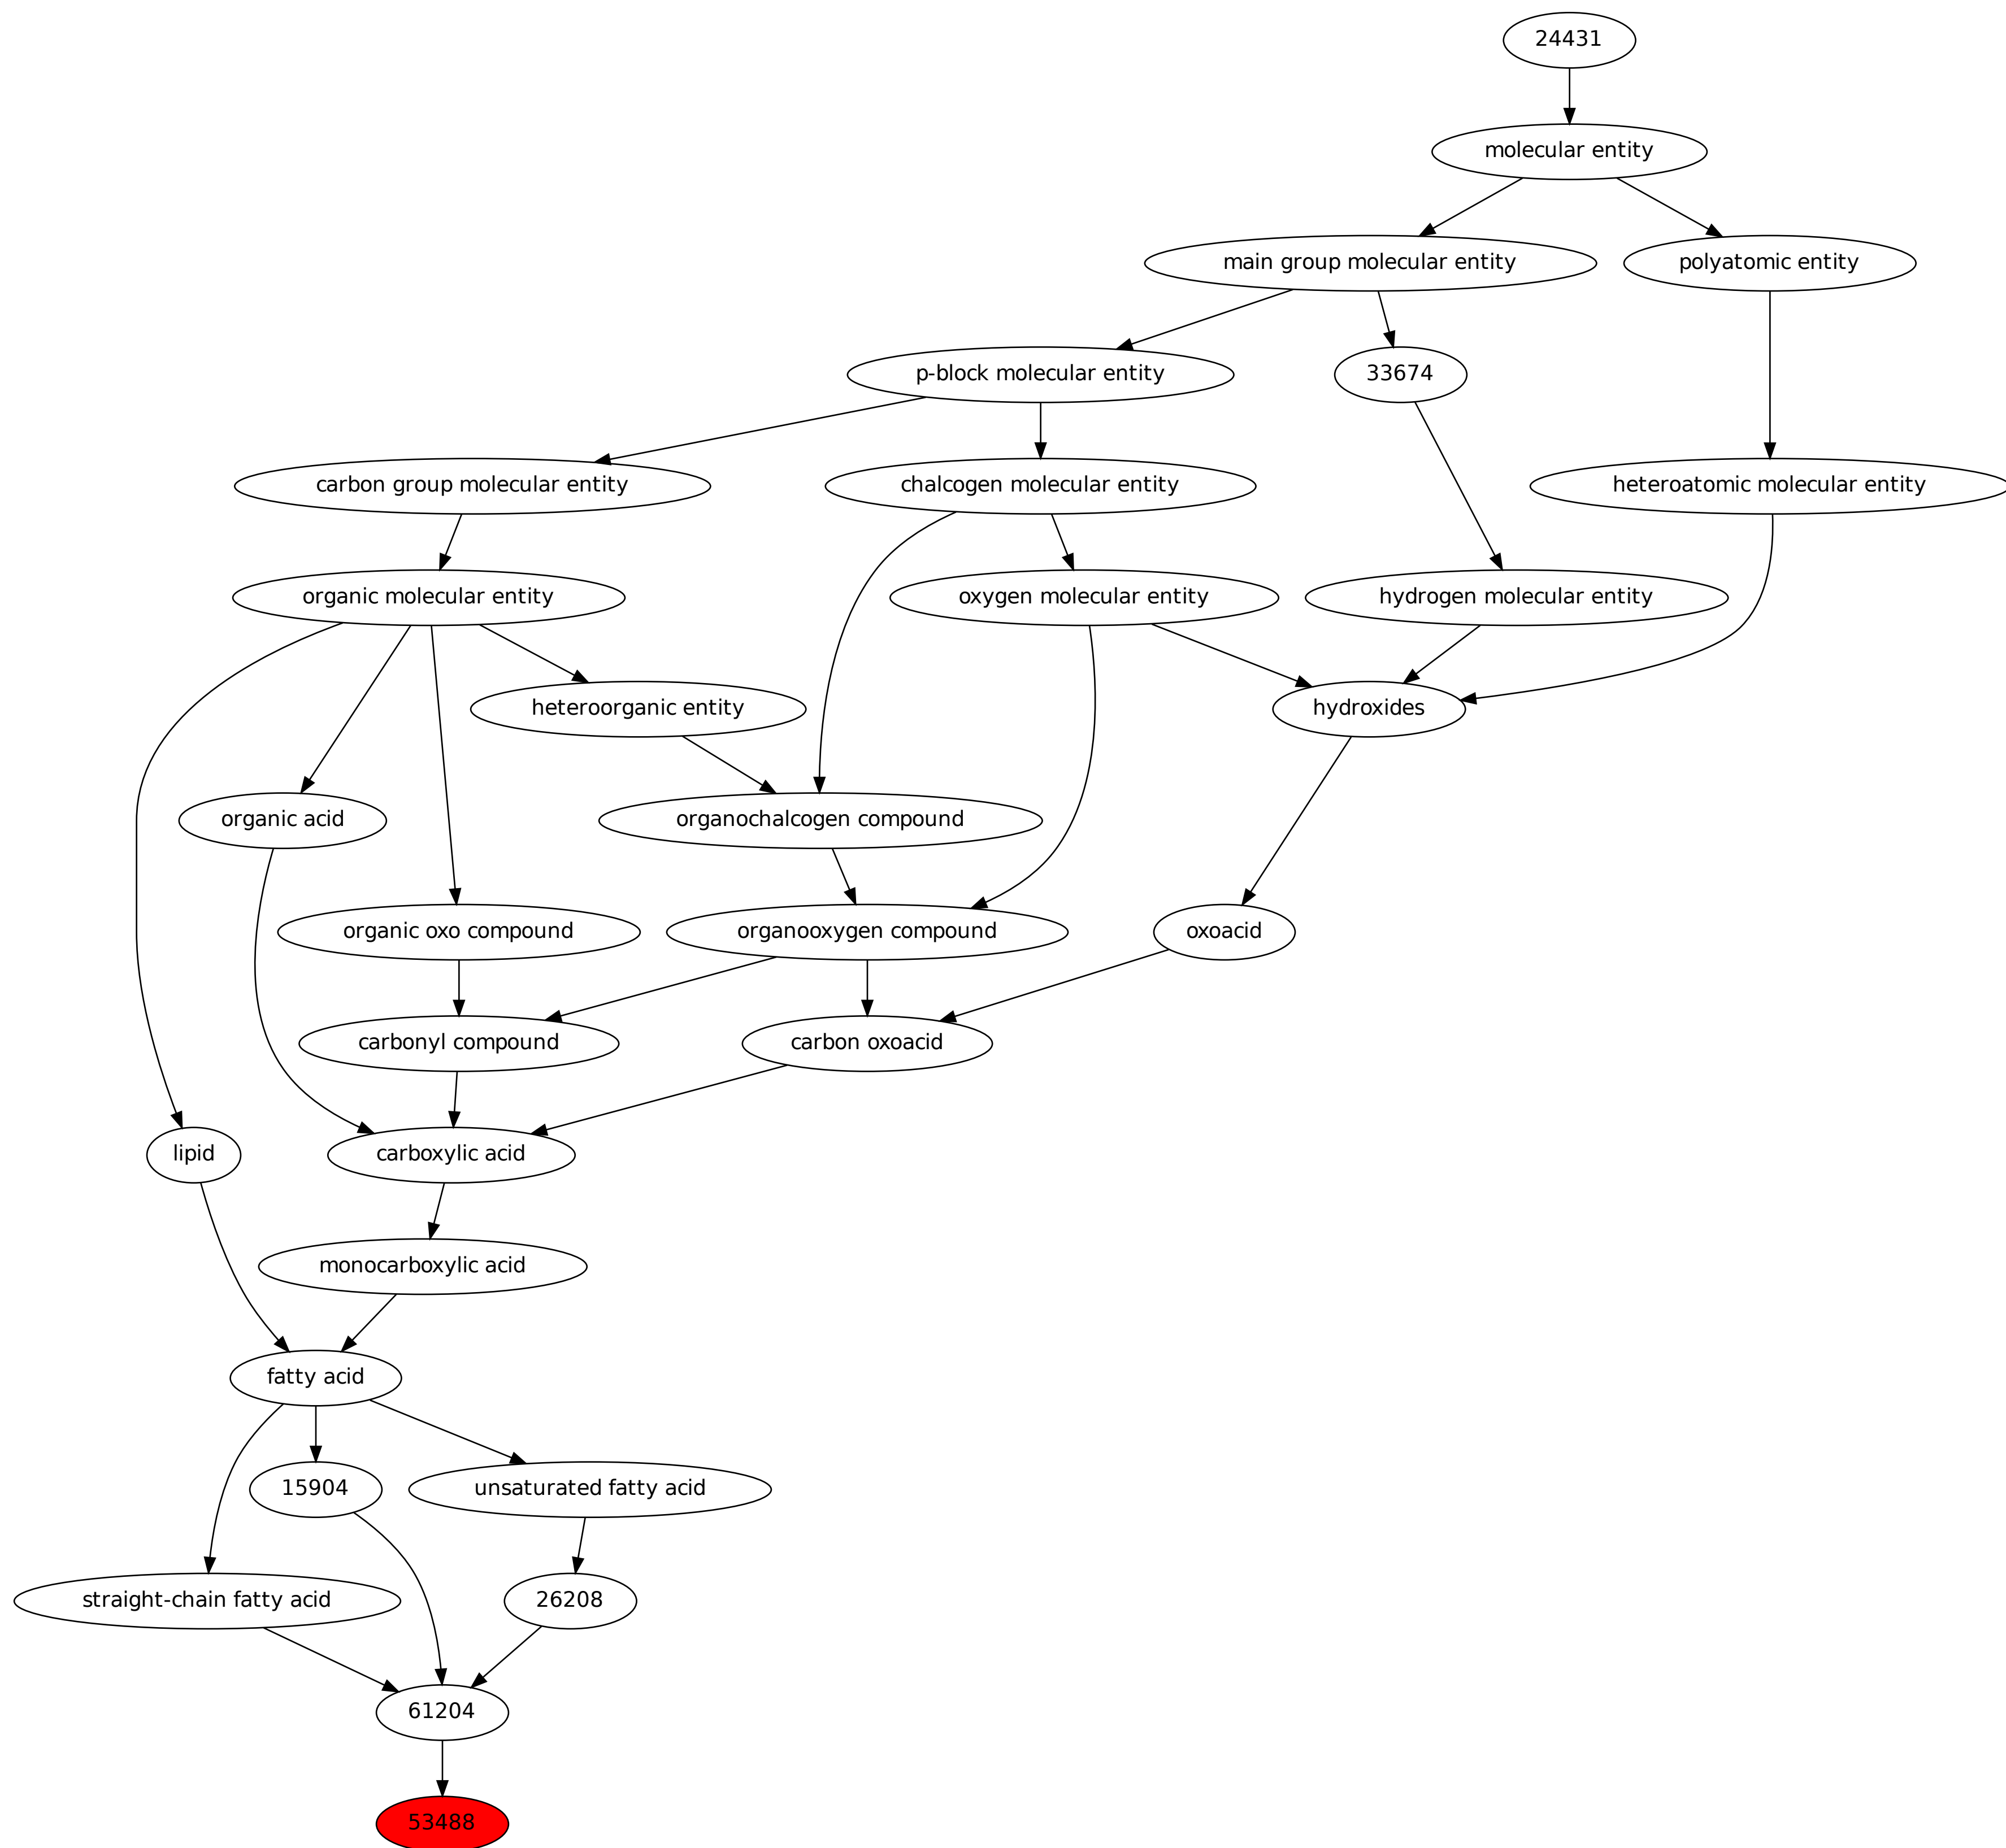 24431
molecular entity
main group molecular entity
polyatomic entity
p-block molecular entity
33674
carbon group molecular entity
chalcogen molecular entity
heteroatomic molecular entity
organic molecular entity
oxygen molecular entity
hydrogen molecular entity
heteroorganic entity
hydroxides
organic acid
organochalcogen compound
organic oxo compound
organooxygen compound
oxoacid
carbonyl compound
carbon oxoacid
lipid
carboxylic acid
monocarboxylic acid
fatty acid
15904
unsaturated fatty acid
straight-chain fatty acid
26208
61204
53488